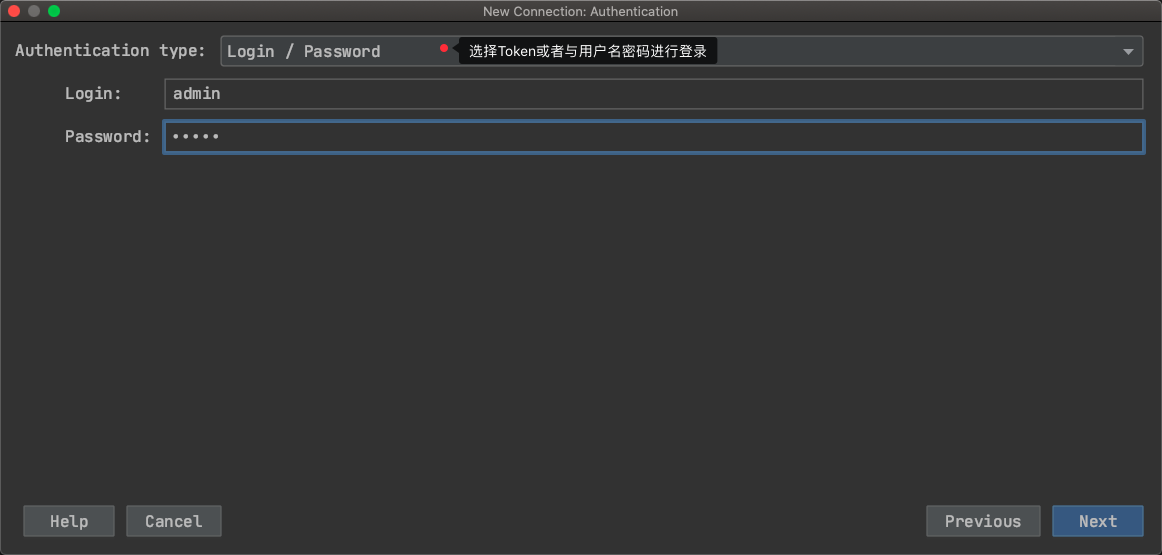 New Connection: Authentication
Authentication type: Login / Password 选择Token或者与用户名密码进行登录
Login: admin
Password: •••••
Help Cancel Previous Next